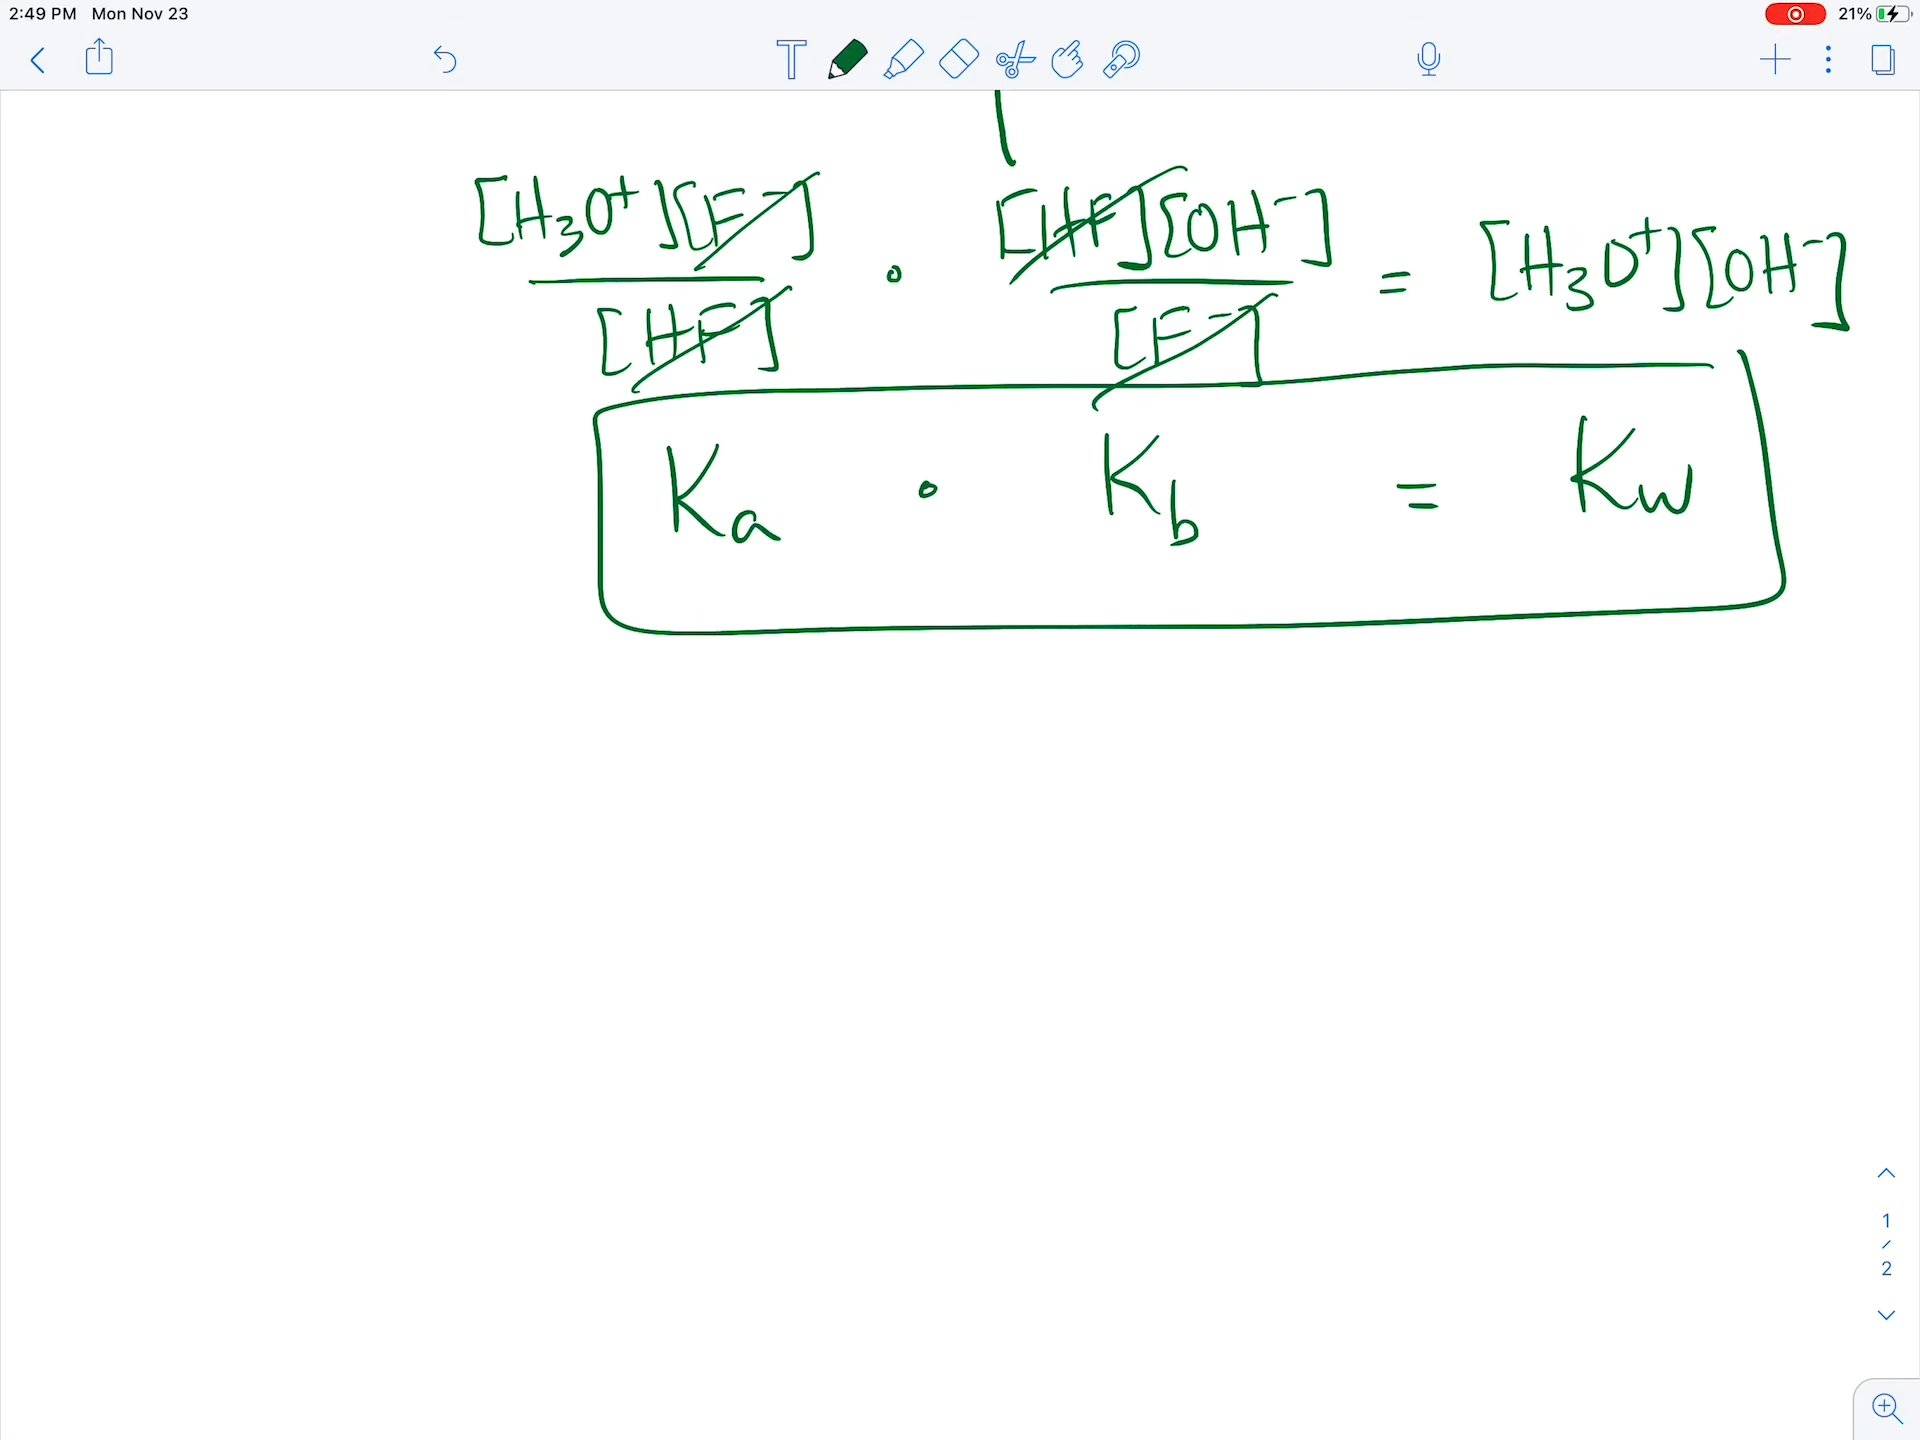 2:49 PM Mon Nov 23
21%
T
[H₃O⁺][F⁻] [HF][OH⁻]
∘ = [H₃O⁺][OH⁻]
[HF] [F⁻]
Ka ∘ Kb = Kw
1
/
2